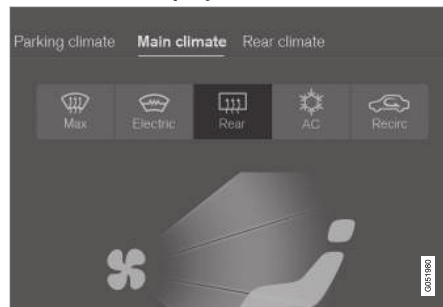 Parking climate Main climate Rear climate
Max Electric Rear AC Recirc
G051980